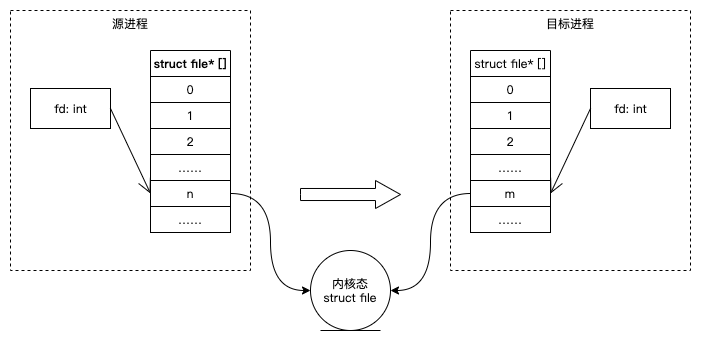 源进程
struct file* []
0
1
2
……
n
……
fd: int
目标进程
struct file* []
0
1
2
……
m
……
fd: int
内核态
struct file